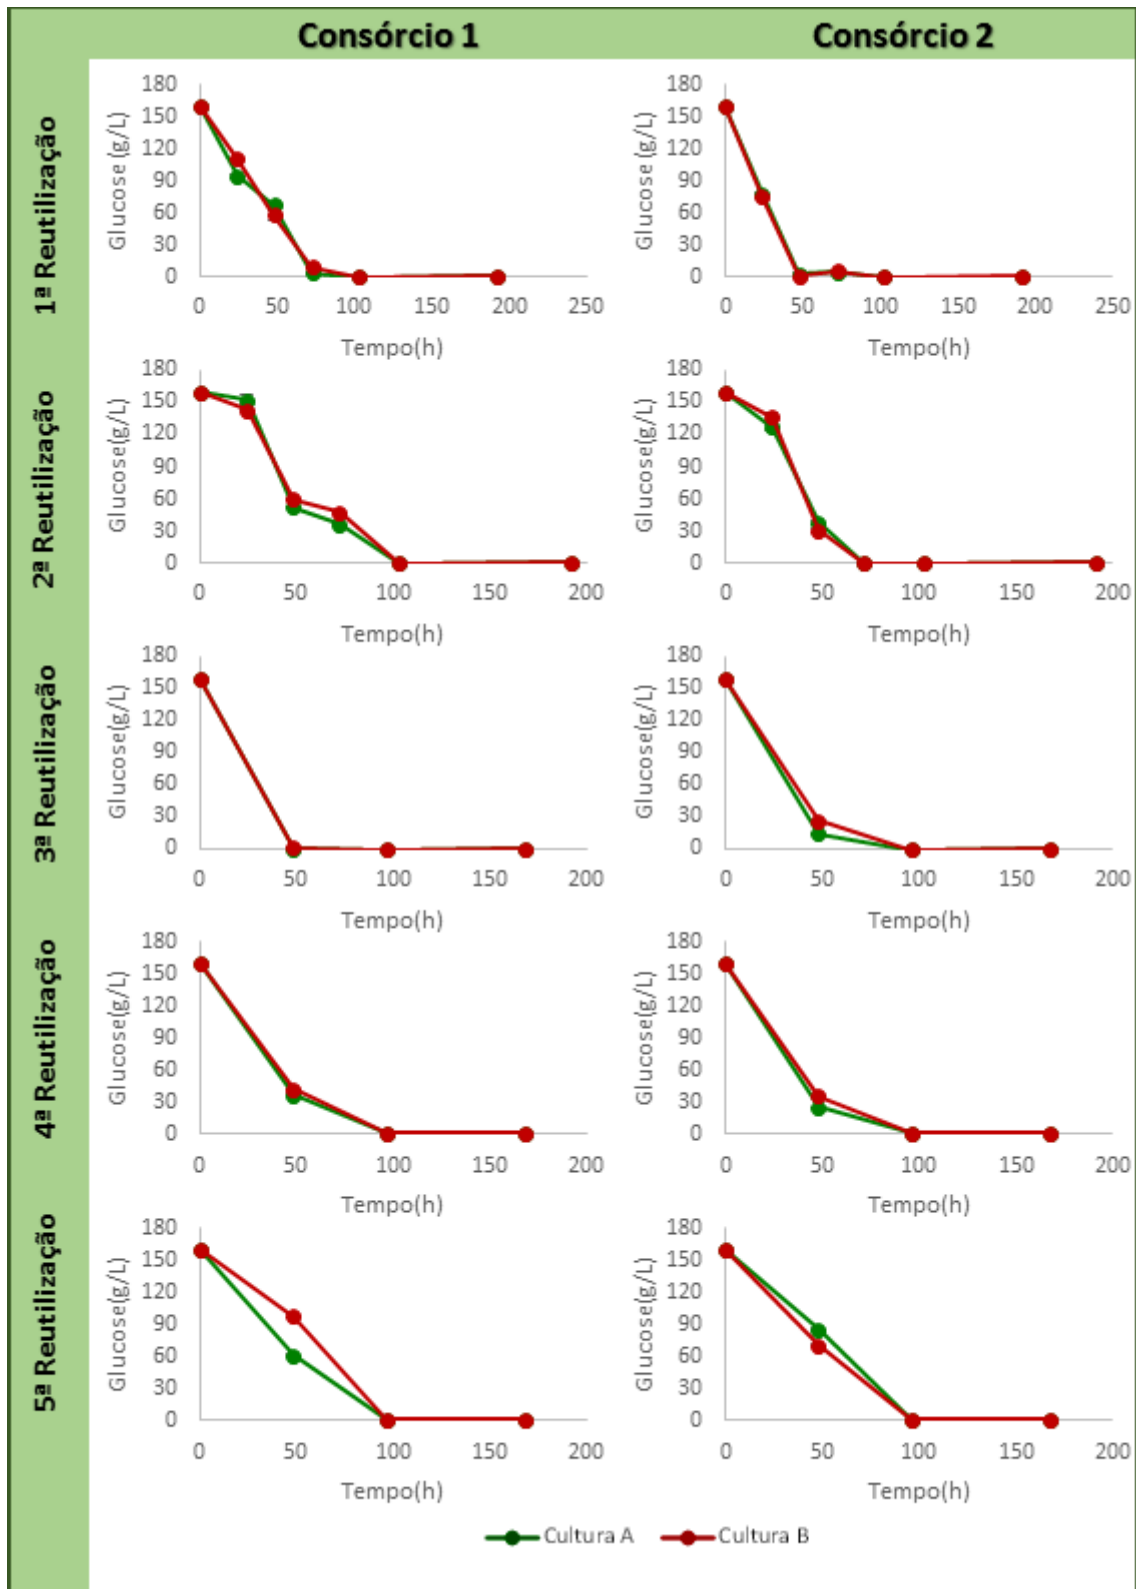 Consórcio 1
Consórcio 2
1ª Reutilização
Glucose (g/L)
180
150
120
90
60
30
0
0 50 100 150 200 250
Tempo(h)
Glucose(g/L)
180
150
120
90
60
30
0
0 50 100 150 200 250
Tempo(h)
2ª Reutilização
Glucose(g/L)
180
150
120
90
60
30
0
0 50 100 150 200
Tempo(h)
Glucose(g/L)
180
150
120
90
60
30
0
0 50 100 150 200
Tempo(h)
3ª Reutilização
Glucose(g/L)
180
150
120
90
60
30
0
0 50 100 150 200
Tempo(h)
Glucose(g/L)
180
150
120
90
60
30
0
0 50 100 150 200
Tempo(h)
4ª Reutilização
Glucose(g/L)
180
150
120
90
60
30
0
0 50 100 150 200
Tempo(h)
Glucose(g/L)
180
150
120
90
60
30
0
0 50 100 150 200
Tempo(h)
5ª Reutilização
Glucose(g/L)
180
150
120
90
60
30
0
0 50 100 150 200
Tempo(h)
Glucose(g/L)
180
150
120
90
60
30
0
0 50 100 150 200
Tempo(h)
Cultura A Cultura B